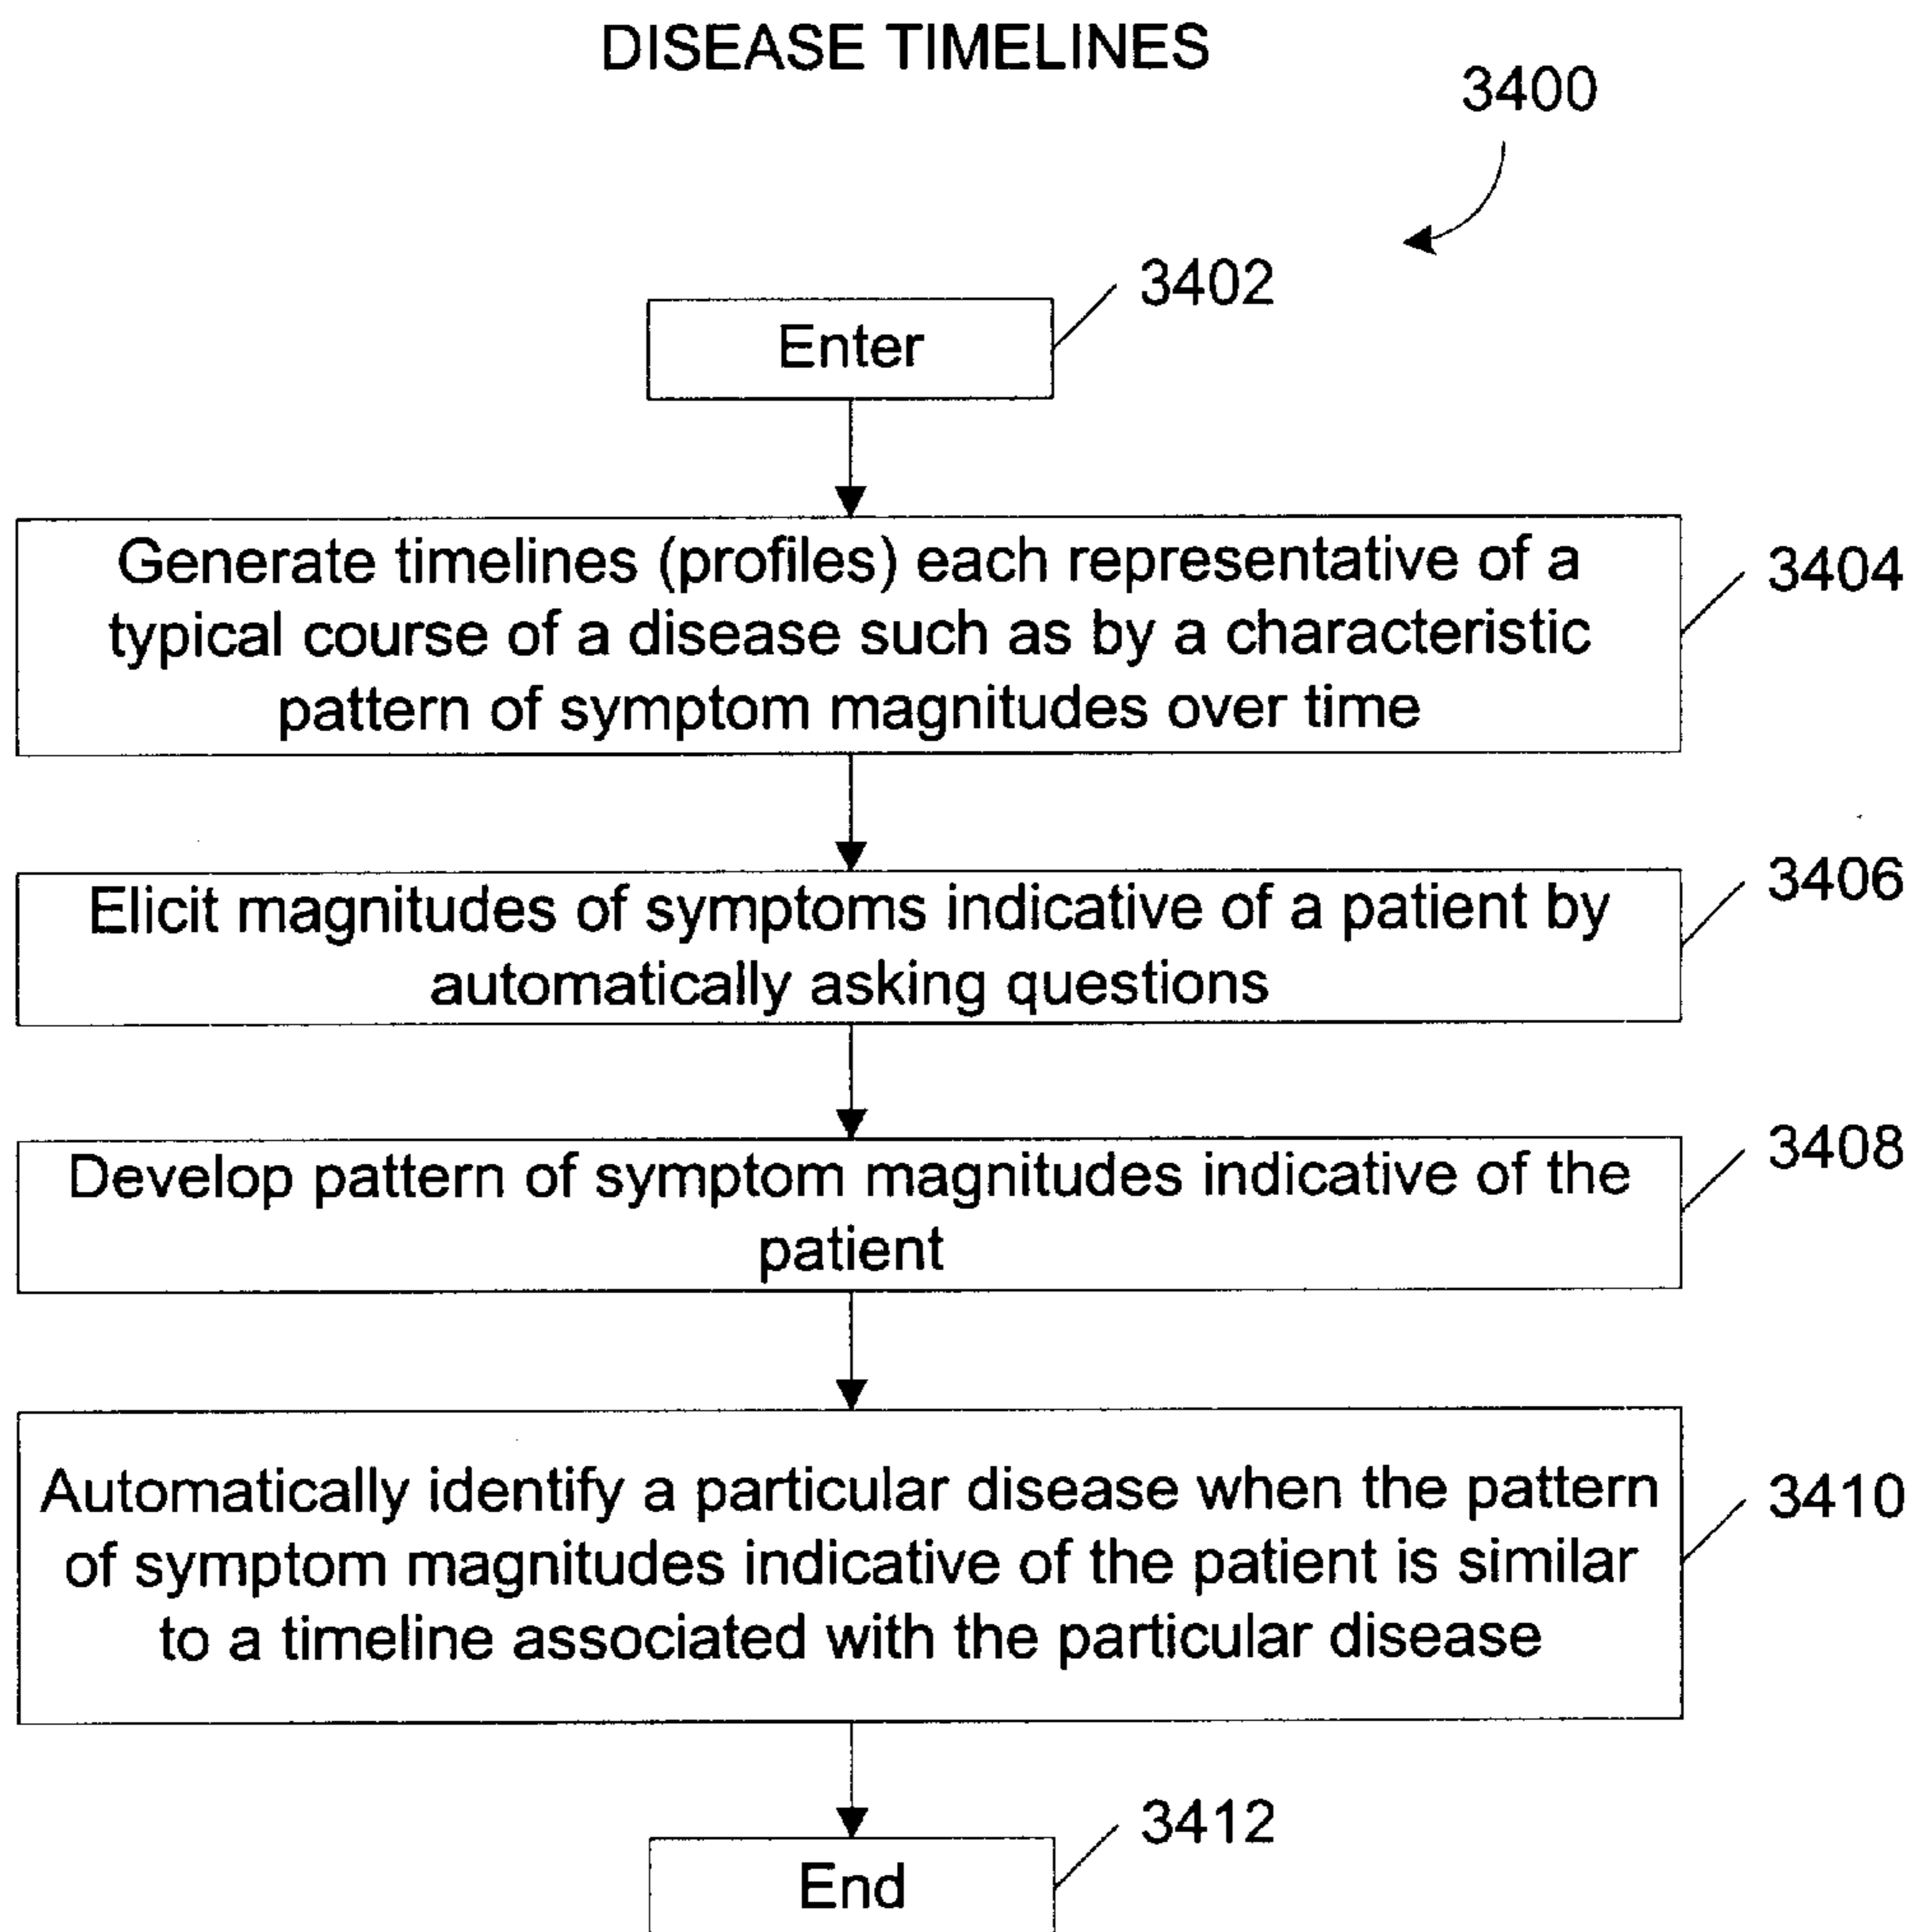 DISEASE TIMELINES
3400
3402
Enter
Generate timelines (profiles) each representative of a
typical course of a disease such as by a characteristic
pattern of symptom magnitudes over time
3404
Elicit magnitudes of symptoms indicative of a patient by
automatically asking questions
3406
Develop pattern of symptom magnitudes indicative of the
patient
3408
Automatically identify a particular disease when the pattern
of symptom magnitudes indicative of the patient is similar
to a timeline associated with the particular disease
3410
3412
End